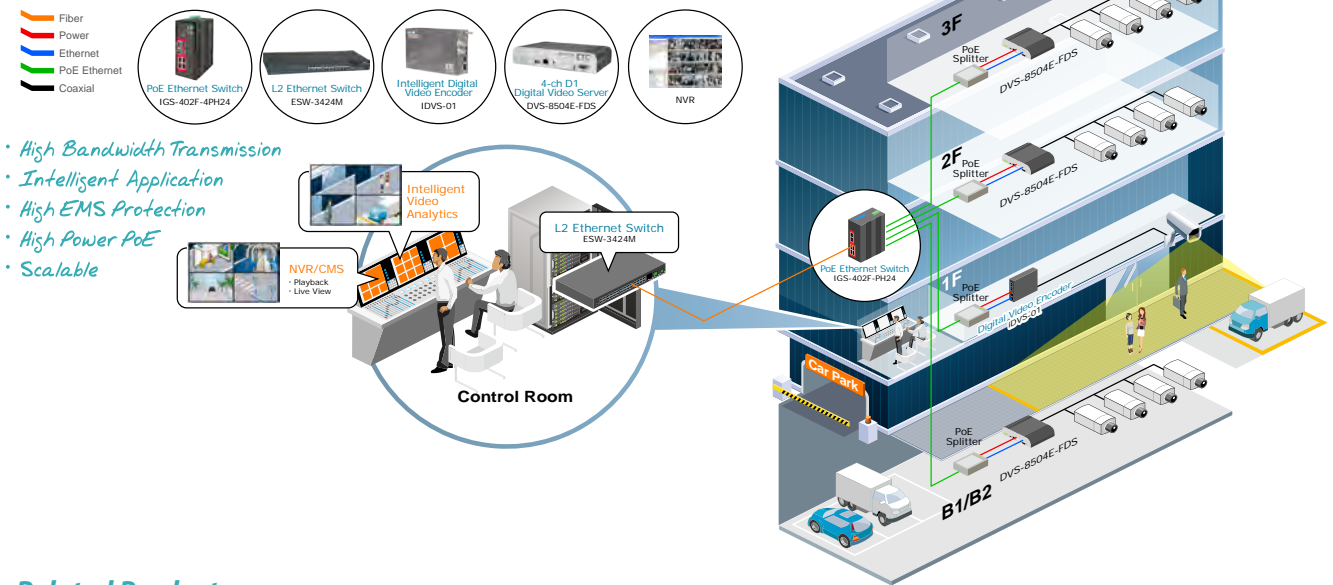 Fiber
Power
Ethernet
PoE Ethernet
Coaxial
PoE Ethernet Switch
IGS-402F-4PH24
L2 Ethernet Switch
ESW-3424M
Intelligent Digital
Video Encoder
IDVS-01
4-ch D1
Digital Video Server
DVS-8504E-FDS
NVR
· High Bandwidth Transmission
· Intelligent Application
· High EMS Protection
· High Power PoE
· Scalable
Intelligent
Video
Analytics
NVR/CMS
· Playback
· Live View
L2 Ethernet Switch
ESW-3424M
Control Room
3F
PoE
Splitter
DVS-8504E-FDS
2F
PoE
Splitter
DVS-8504E-FDS
PoE Ethernet Switch
IGS-402F-PH24
1F
PoE
Splitter
Digital Video Encoder
iDVS-01
Car Park
PoE
Splitter
DVS-8504E-FDS
B1/B2